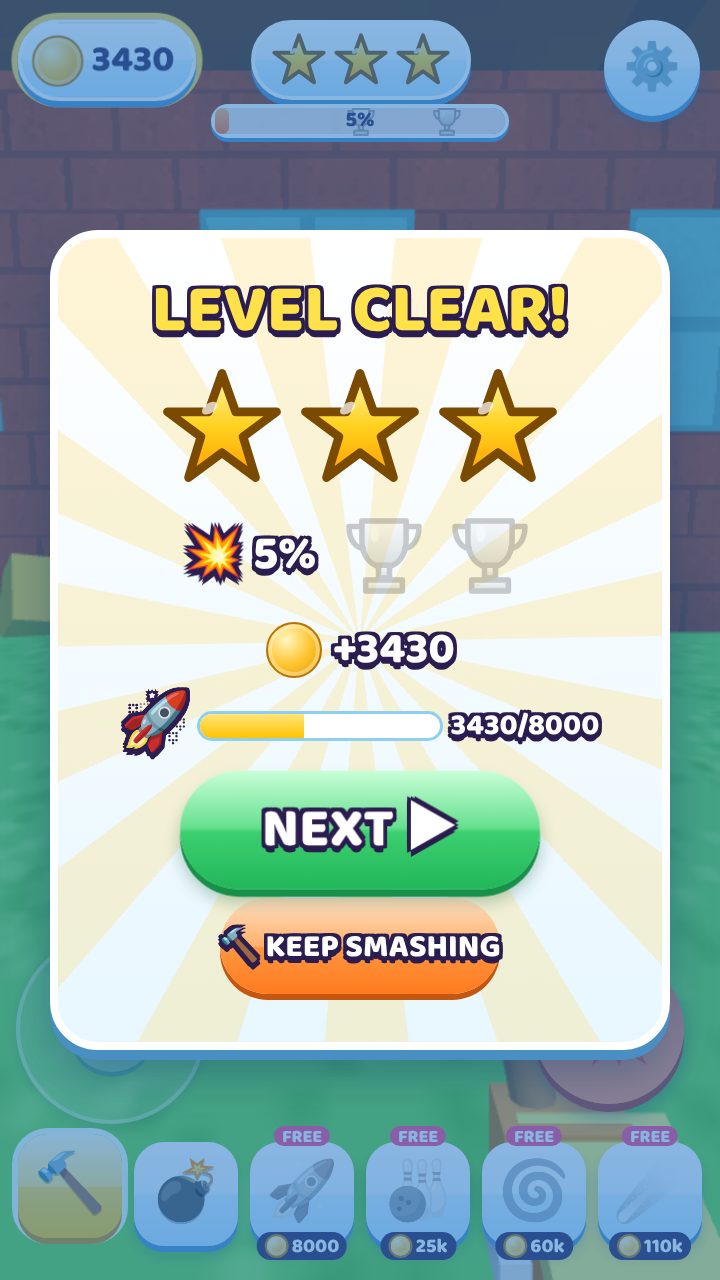 3430
5%
LEVEL CLEAR!
5%
+3430
3430/8000
NEXT
KEEP SMASHING
FREE FREE FREE FREE
8000 25k 60k 110k